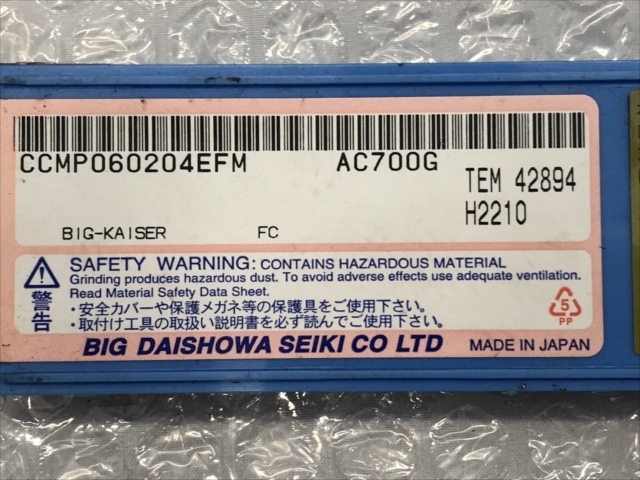 CCMP060204EFM AC700G
TEM 42894
H2210
BIG-KAISER FC
SAFETY WARNING: CONTAINS HAZARDOUS MATERIAL
Grinding produces hazardous dust. To avoid adverse effects use adequate ventilation.
Read Material Safety Data Sheet.
警告
・安全カバーや保護メガネ等の保護具をご使用下さい。
・取付け工具の取扱い説明書を必ず読んでご使用下さい。
5
PP
BIG DAISHOWA SEIKI CO LTD MADE IN JAPAN